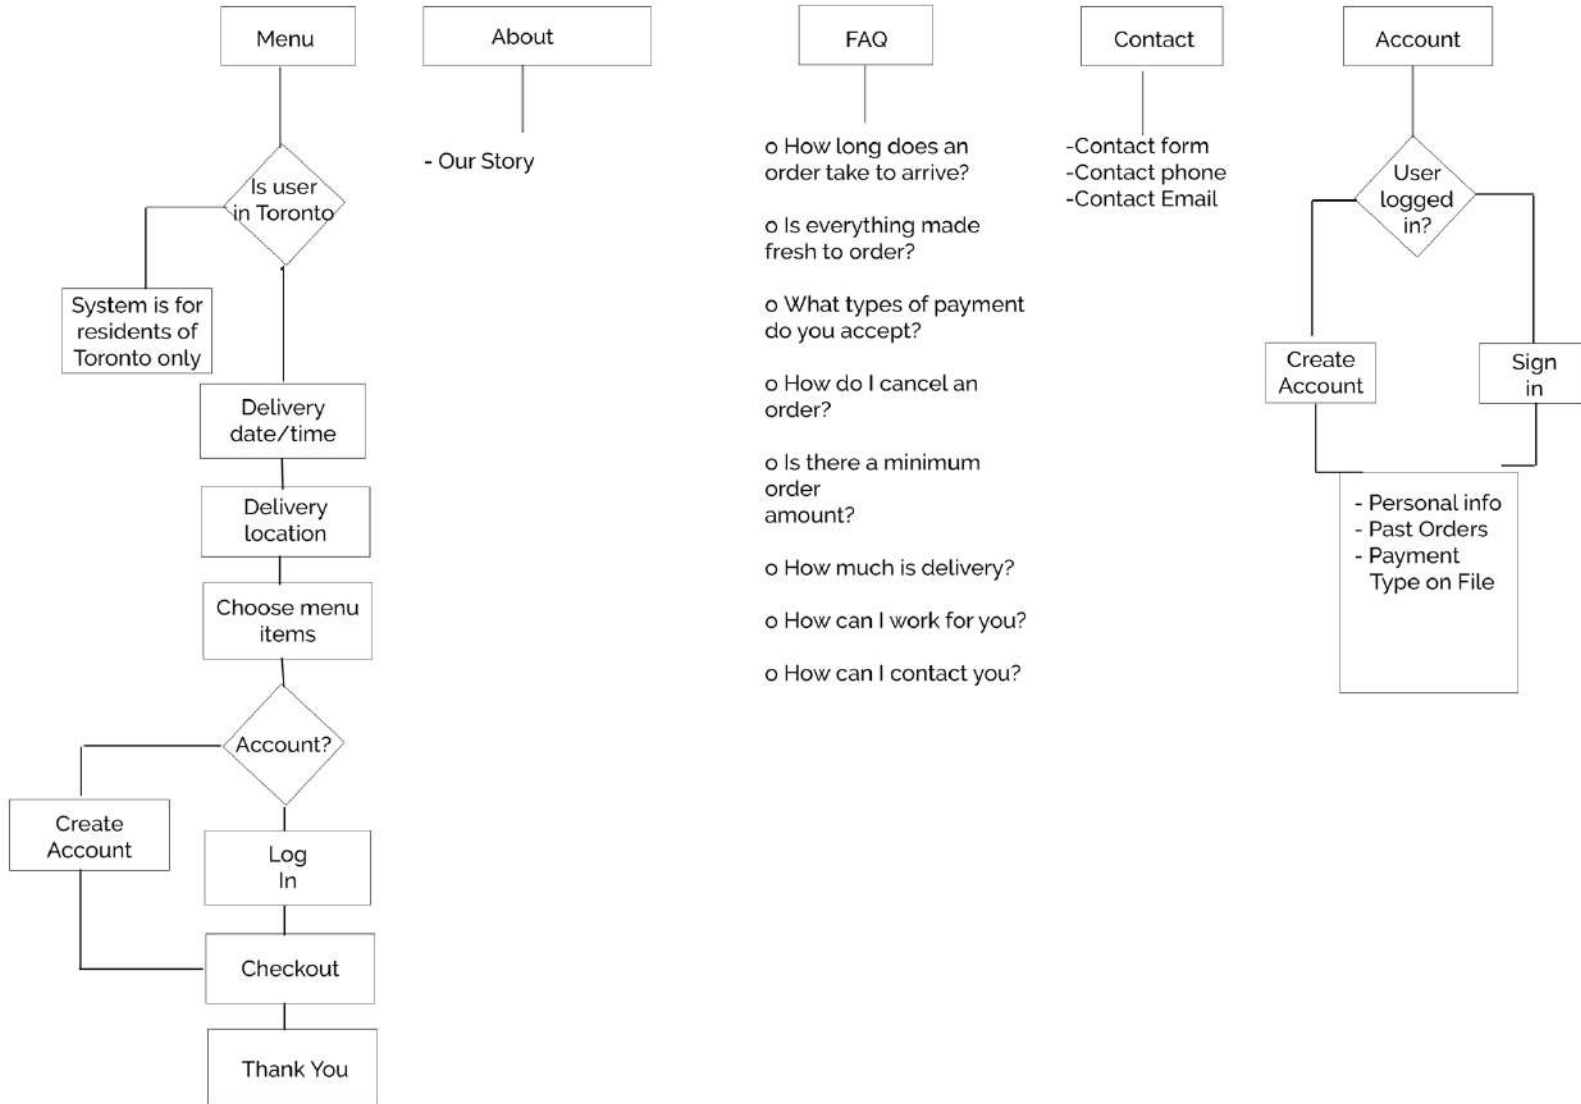 Menu
Is user
in Toronto
System is for
residents of
Toronto only
Delivery
date/time
Delivery
location
Choose menu
items
Account?
Create
Account
Log
In
Checkout
Thank You
About
- Our Story
FAQ
o How long does an
order take to arrive?
o Is everything made
fresh to order?
o What types of payment
do you accept?
o How do I cancel an
order?
o Is there a minimum
order
amount?
o How much is delivery?
o How can I work for you?
o How can I contact you?
Contact
-Contact form
-Contact phone
-Contact Email
Account
User
logged
in?
Create
Account
Sign
in
- Personal info
- Past Orders
- Payment
Type on File